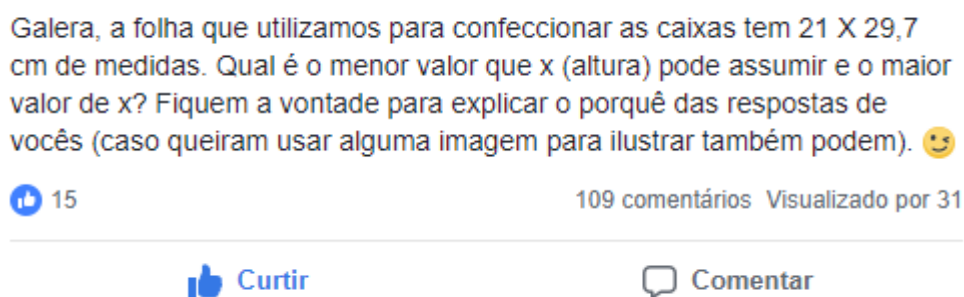 Galera, a folha que utilizamos para confeccionar as caixas tem 21 X 29,7
cm de medidas. Qual é o menor valor que x (altura) pode assumir e o maior
valor de x? Fiquem a vontade para explicar o porquê das respostas de
vocês (caso queiram usar alguma imagem para ilustrar também podem). 😉
15 109 comentários Visualizado por 31
Curtir Comentar